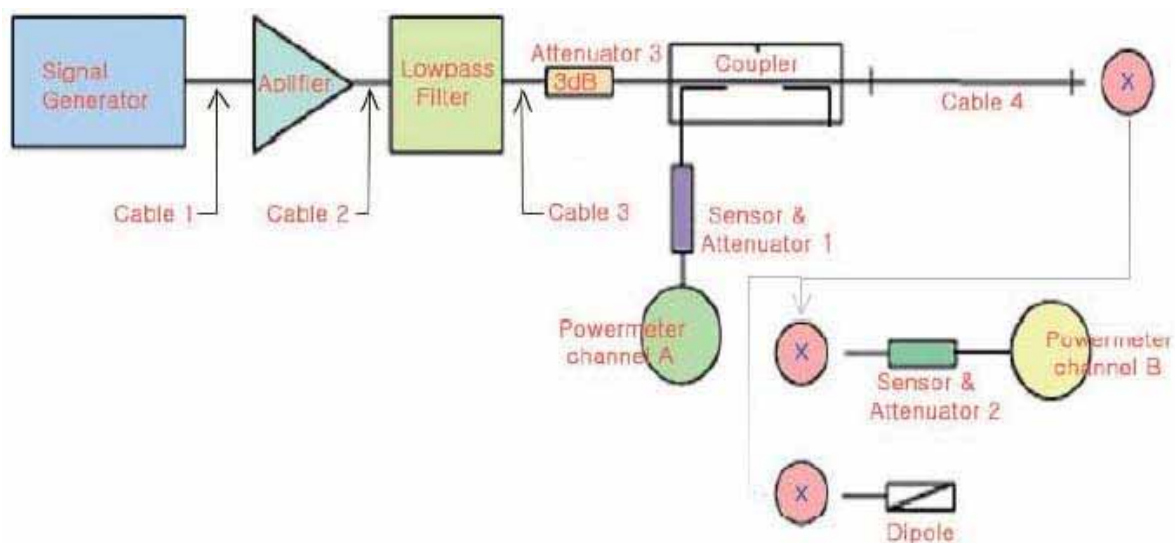 Signal
Generator
Aplifier
Lowpass
Filter
Attenuator 3
3dB
Coupler
Cable 4
X
Cable 1
Cable 2
Cable 3
Sensor &
Attenuator 1
Powermeter
channel A
X
Sensor &
Attenuator 2
Powermeter
channel B
X
Dipole